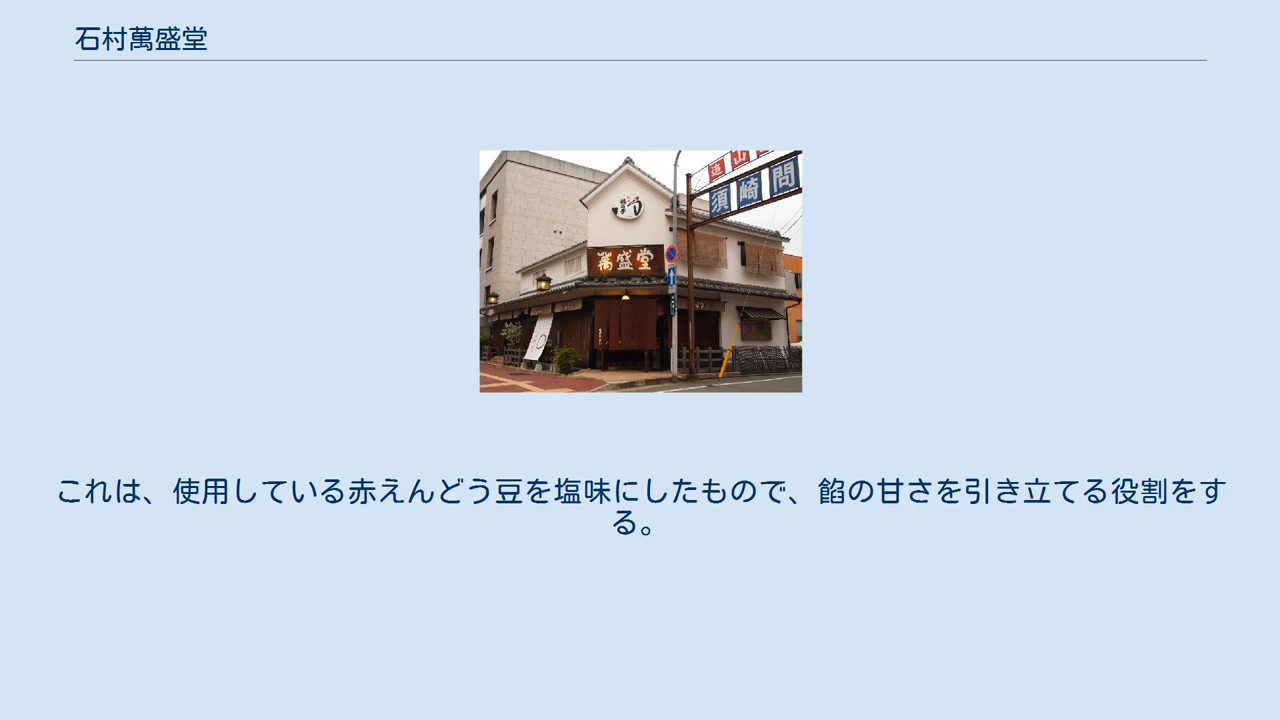 石村萬盛堂
追山
須崎問
萬盛堂
これは、使用している赤えんどう豆を塩味にしたもので、餡の甘さを引き立てる役割をす
る。